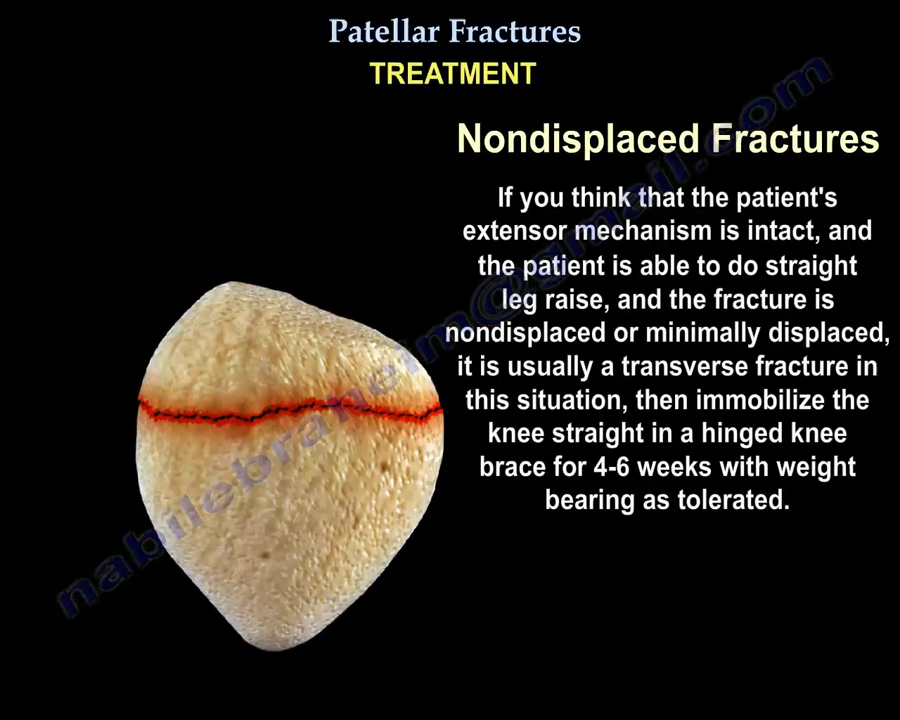 Patellar Fractures
TREATMENT
Nondisplaced Fractures
If you think that the patient's
extensor mechanism is intact, and
the patient is able to do straight
leg raise, and the fracture is
nondisplaced or minimally displaced,
it is usually a transverse fracture in
this situation, then immobilize the
knee straight in a hinged knee
brace for 4-6 weeks with weight
bearing as tolerated.
nabilebraheim@gmail.com